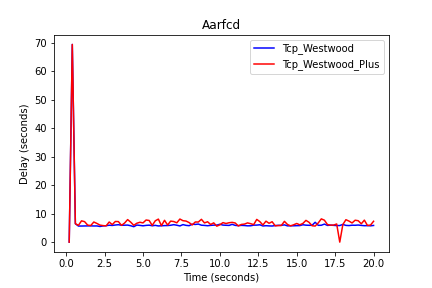 Aarfcd
Tcp_Westwood
Tcp_Westwood_Plus
Delay (seconds)
70
60
50
40
30
20
10
0
0.0 2.5 5.0 7.5 10.0 12.5 15.0 17.5 20.0
Time (seconds)